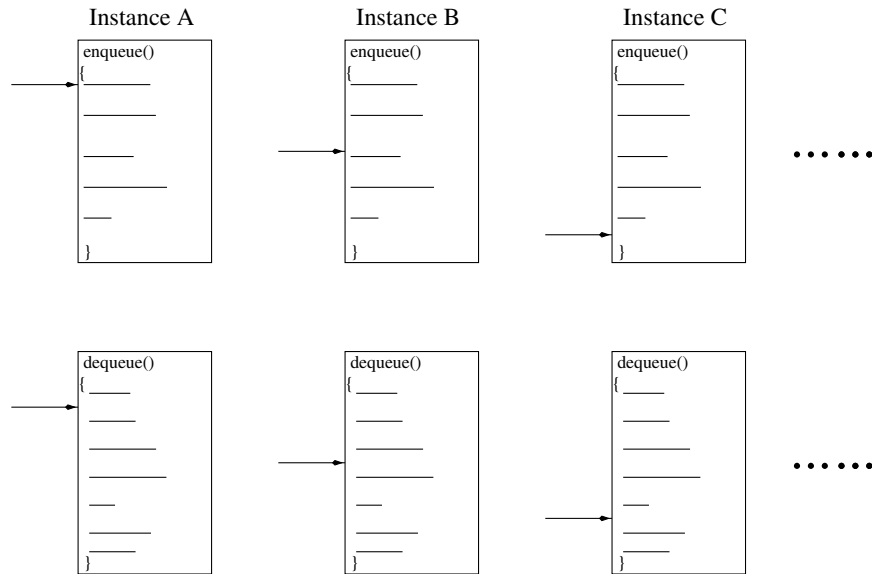 Instance A
Instance B
Instance C
enqueue()
{
}
enqueue()
{
}
enqueue()
{
}
dequeue()
{
}
dequeue()
{
}
dequeue()
{
}